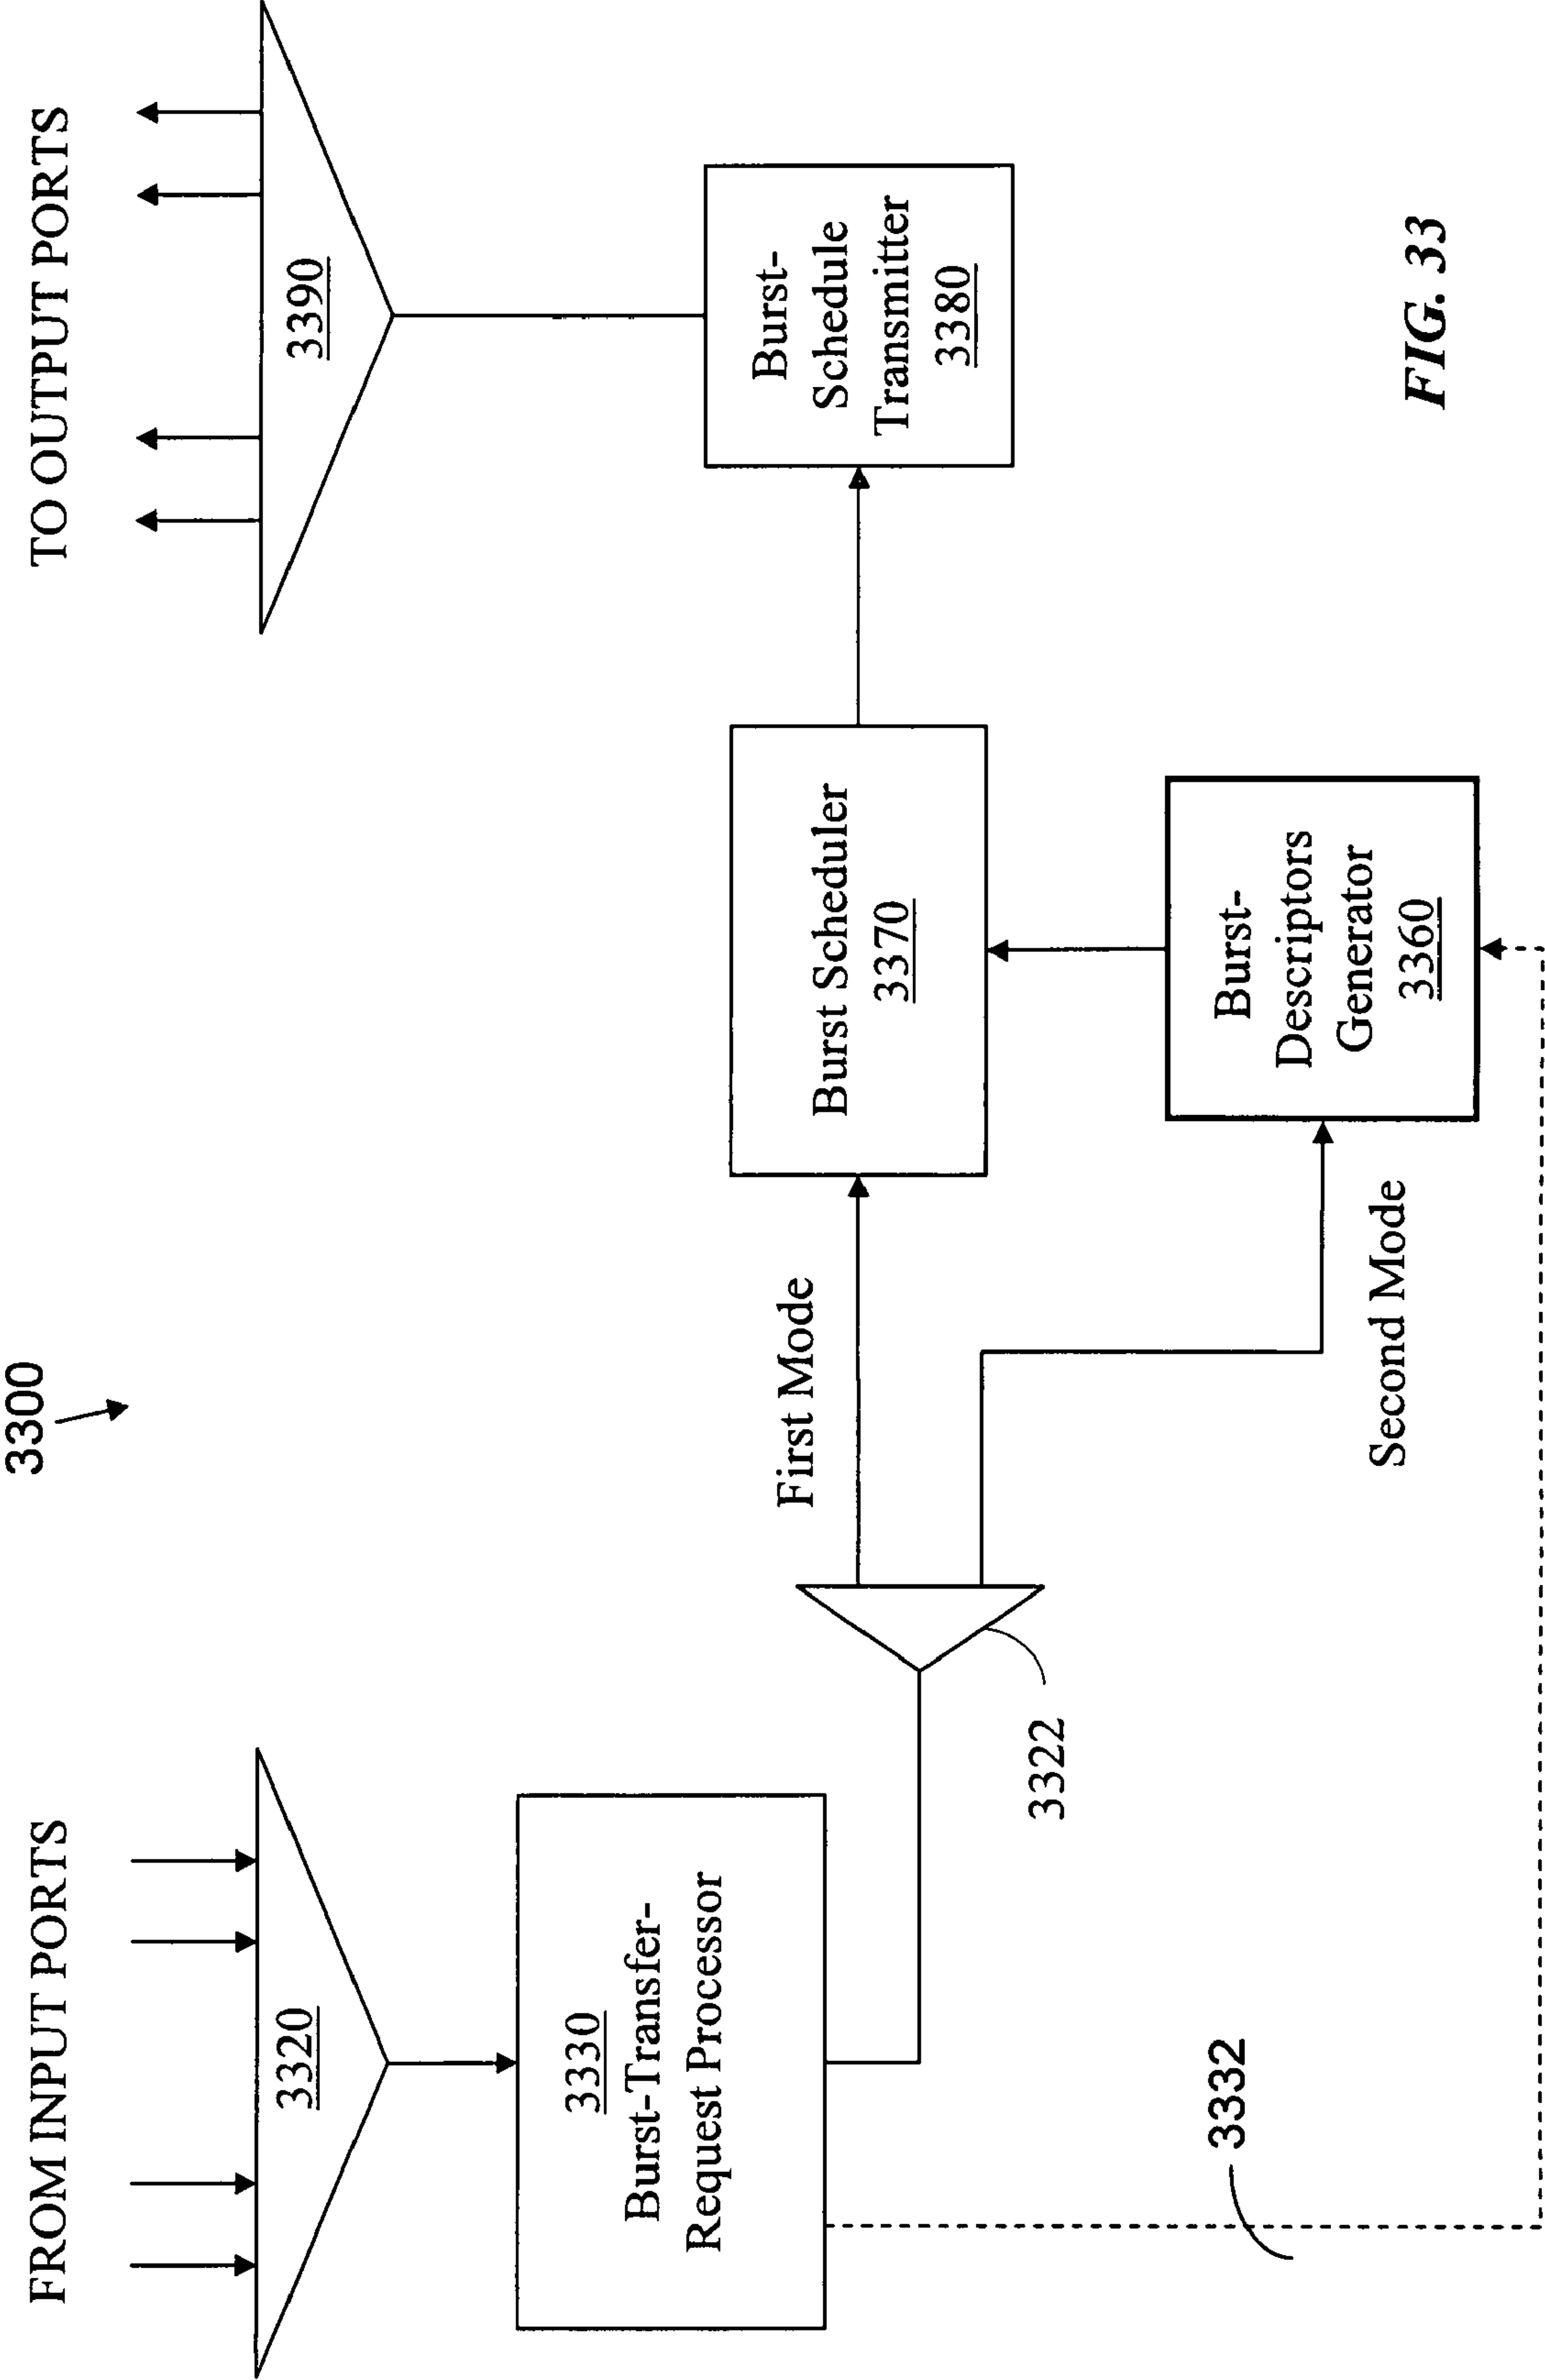 3300
FROM INPUT PORTS
TO OUTPUT PORTS
3320
3390
3330
Burst-Transfer-
Request Processor
First Mode
Burst Scheduler
3370
Burst-
Schedule
Transmitter
3380
3322
Second Mode
Burst-
Descriptors
Generator
3360
3332
FIG. 33